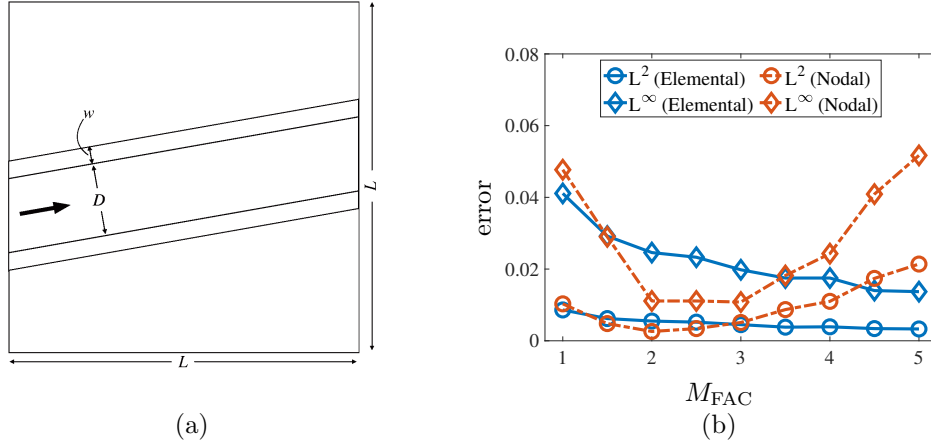 w
D
L
L
(a)
0.08
0.06
0.04
0.02
0
error
L² (Elemental)
L² (Nodal)
L∞ (Elemental)
L∞ (Nodal)
1 2 3 4 5
M_FAC
(b)